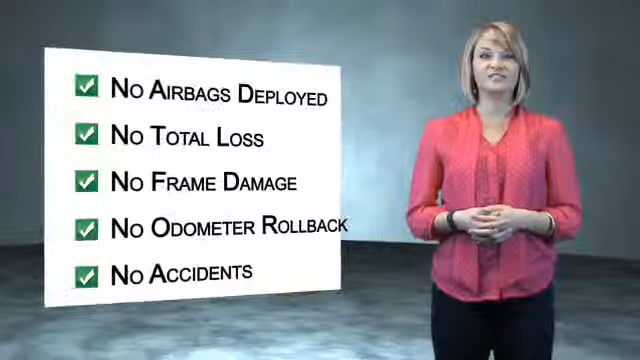 No Airbags Deployed
No Total Loss
No Frame Damage
No Odometer Rollback
No Accidents